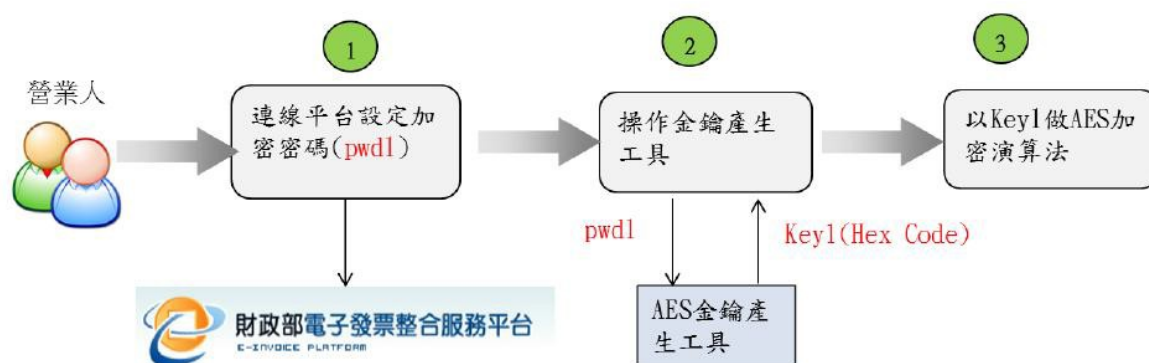 營業人
1
連線平台設定加
密密碼(pwd1)
2
操作金鑰產生
工具
3
以Key1做AES加
密演算法
pwd1
Key1(Hex Code)
財政部電子發票整合服務平台
E-INVOICE PLATFORM
AES金鑰產
生工具